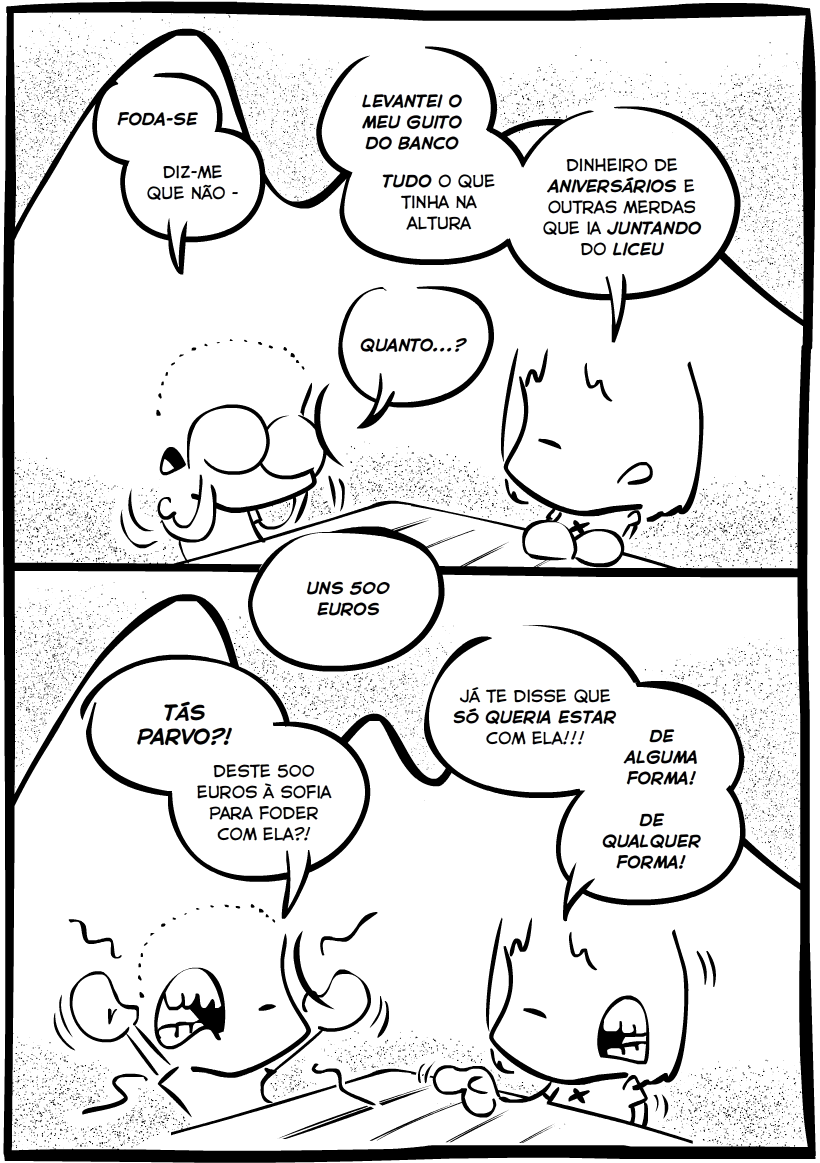 FODA-SE
DIZ-ME
QUE NÃO -
LEVANTEI O
MEU GUITO
DO BANCO
TUDO O QUE
TINHA NA
ALTURA
DINHEIRO DE
ANIVERSÁRIOS E
OUTRAS MERDAS
QUE IA JUNTANDO
DO LICEU
QUANTO...?
UNS 500
EUROS
TÁS
PARVO?!
DESTE 500
EUROS À SOFIA
PARA FODER
COM ELA?!
JÁ TE DISSE QUE
SÓ QUERIA ESTAR
COM ELA!!!
DE
ALGUMA
FORMA!
DE
QUALQUER
FORMA!